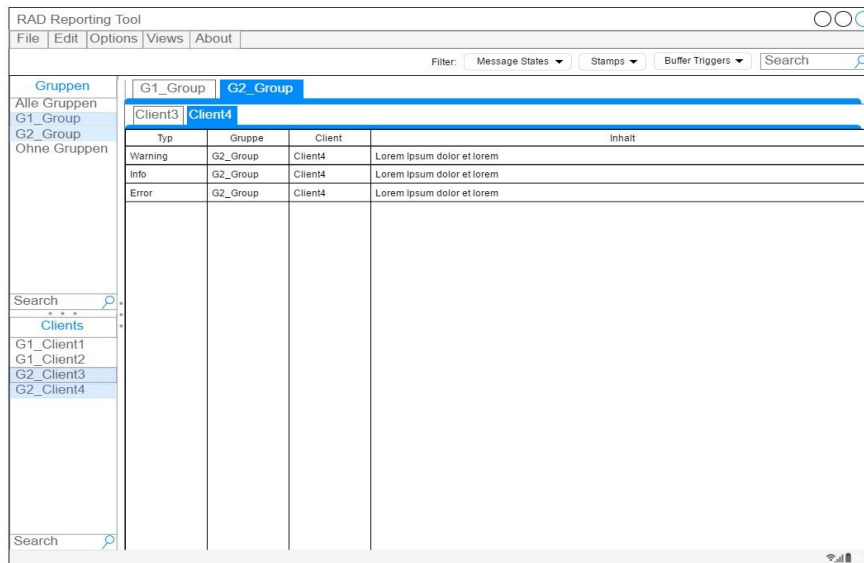 RAD Reporting Tool
File Edit Options Views About
Filter: Message States Stamps Buffer Triggers Search
Gruppen
Alle Gruppen
G1_Group
G2_Group
Ohne Gruppen
Search
Clients
G1_Client1
G1_Client2
G2_Client3
G2_Client4
Search
G1_Group G2_Group
Client3 Client4
Typ Gruppe Client Inhalt
Warning G2_Group Client4 Lorem Ipsum dolor et lorem
Info G2_Group Client4 Lorem Ipsum dolor et lorem
Error G2_Group Client4 Lorem Ipsum dolor et lorem